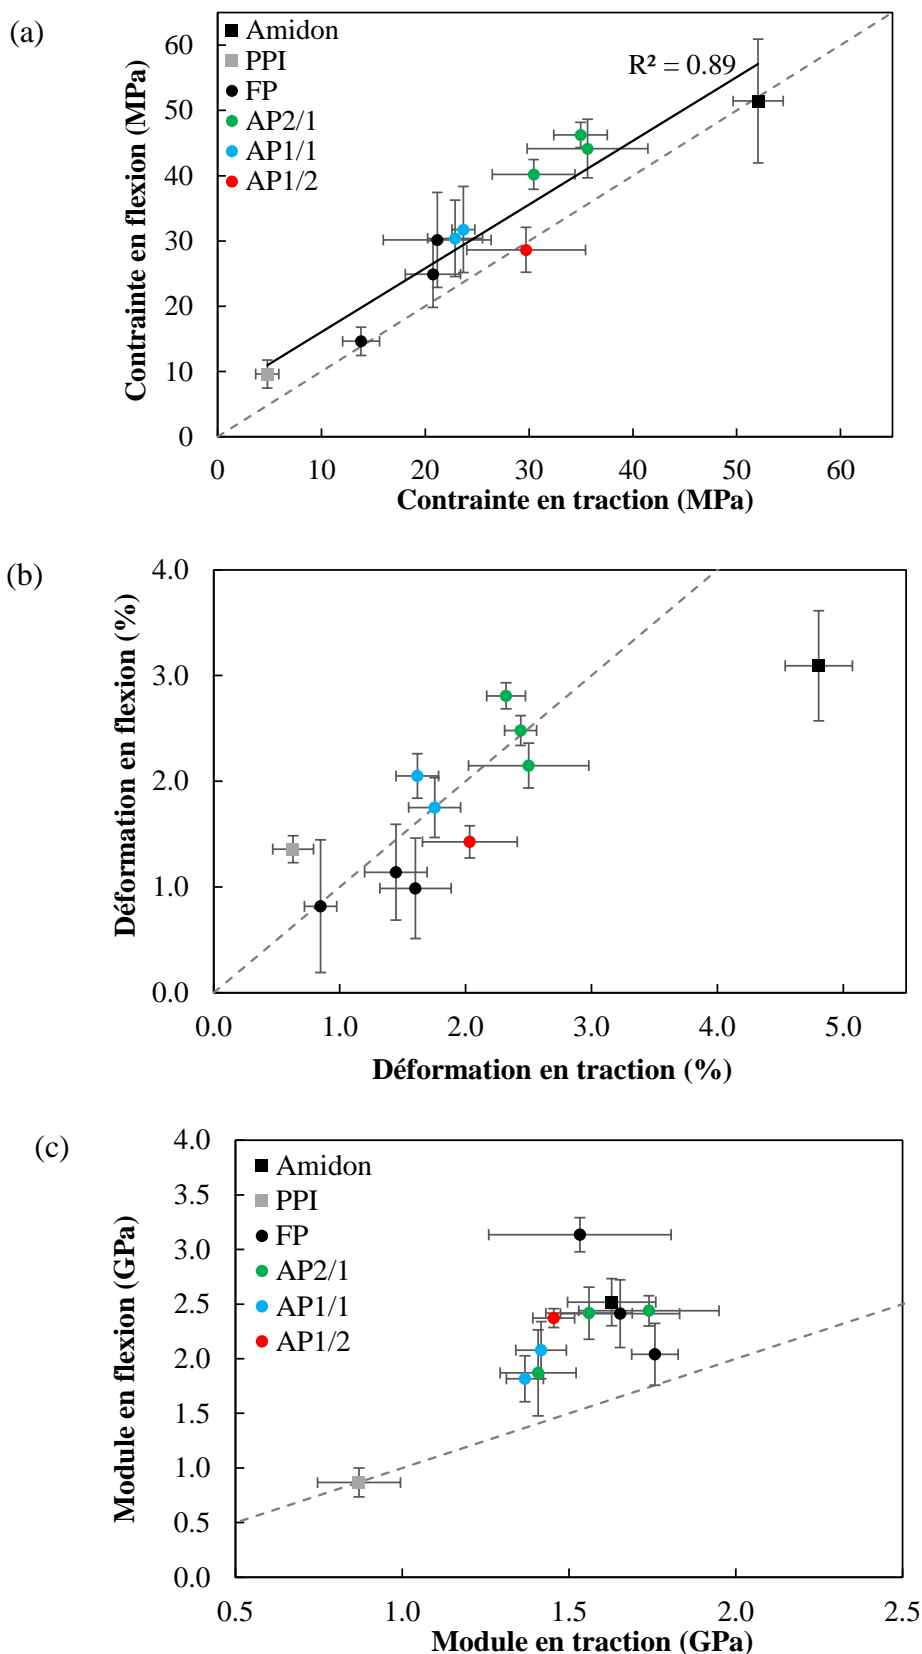 (a)
Amidon
PPI
FP
AP2/1
AP1/1
AP1/2
R² = 0.89
Contrainte en flexion (MPa)
60
50
40
30
20
10
0
0 10 20 30 40 50 60
Contrainte en traction (MPa)
(b)
Déformation en flexion (%)
4.0
3.0
2.0
1.0
0.0
0.0 1.0 2.0 3.0 4.0 5.0
Déformation en traction (%)
(c)
Amidon
PPI
FP
AP2/1
AP1/1
AP1/2
Module en flexion (GPa)
4.0
3.5
3.0
2.5
2.0
1.5
1.0
0.5
0.0
0.5 1.0 1.5 2.0 2.5
Module en traction (GPa)